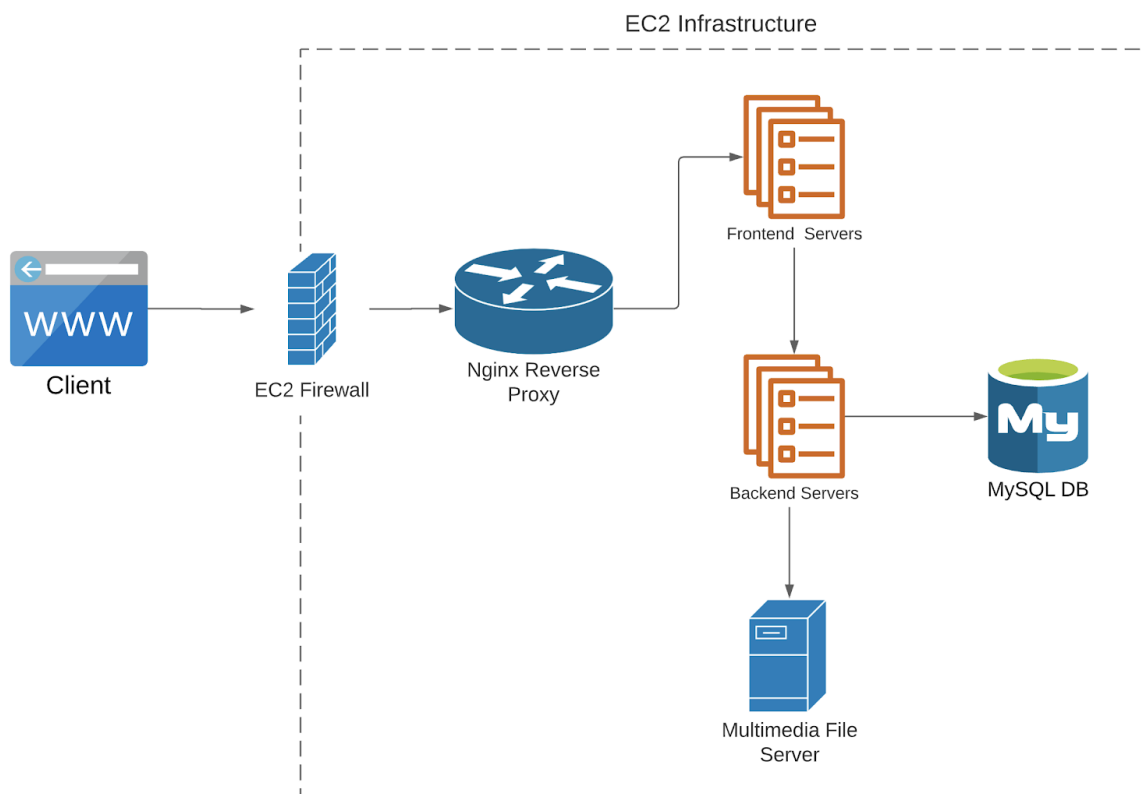 EC2 Infrastructure
Frontend Servers
WWW
Client
EC2 Firewall
Nginx Reverse
Proxy
Backend Servers
My
MySQL DB
Multimedia File
Server